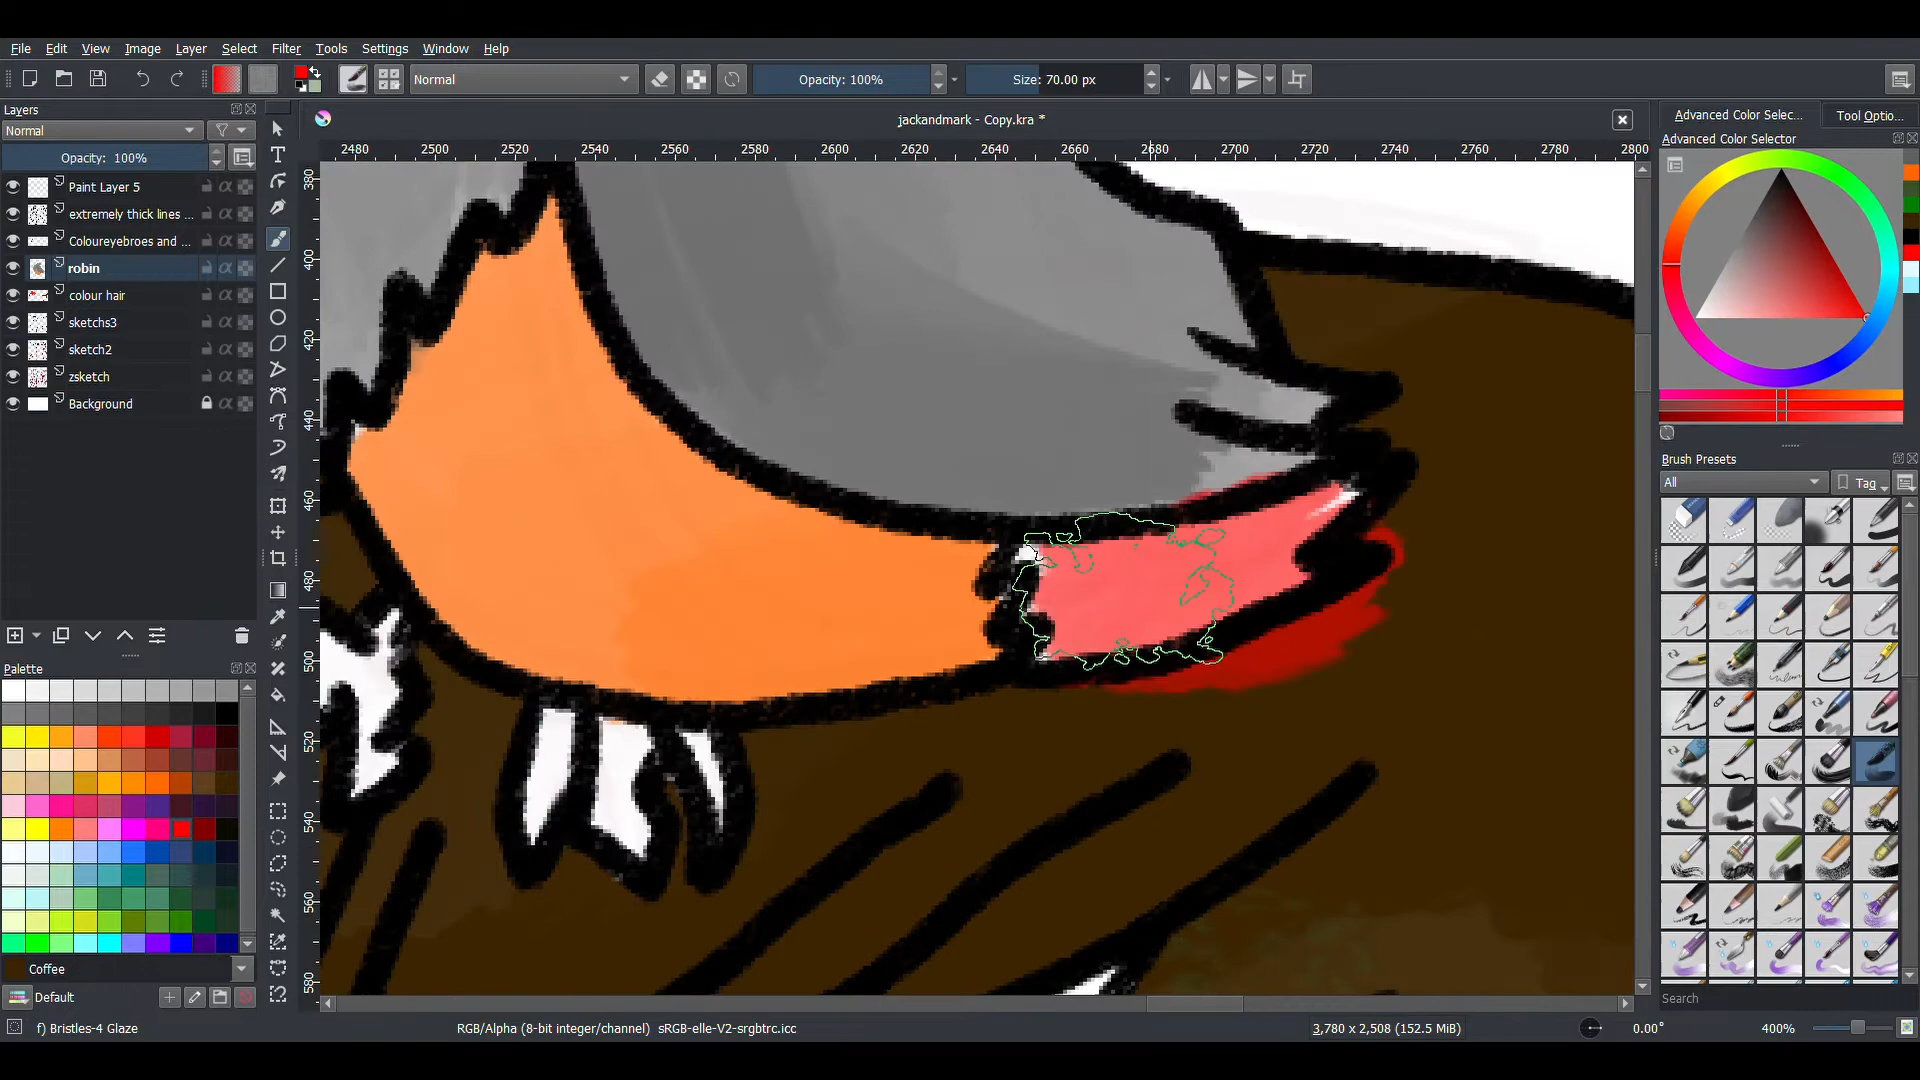 File Edit View Image Layer Select Filter Tools Settings Window Help
Normal
Opacity: 100%
Size: 70.00 px
Layers
jackandmark - Copy.kra *
Advanced Color Selec...
Tool Optio...
Normal
Advanced Color Selector
Opacity: 100%
2480 2500 2520 2540 2560 2580 2600 2620 2640 2660 2680 2700 2720 2740 2760 2780 2800
380
400
420
440
460
480
500
520
540
560
580
Paint Layer 5
extremely thick lines ...
Coloureyebroes and ...
robin
colour hair
sketchs3
sketch2
zsketch
Background
Brush Presets
All
Tag
Palette
Coffee
Default
Search
f) Bristles-4 Glaze
RGB/Alpha (8-bit integer/channel) sRGB-elle-V2-srgbtrc.icc
3,780 x 2,508 (152.5 MiB)
0.00°
400%